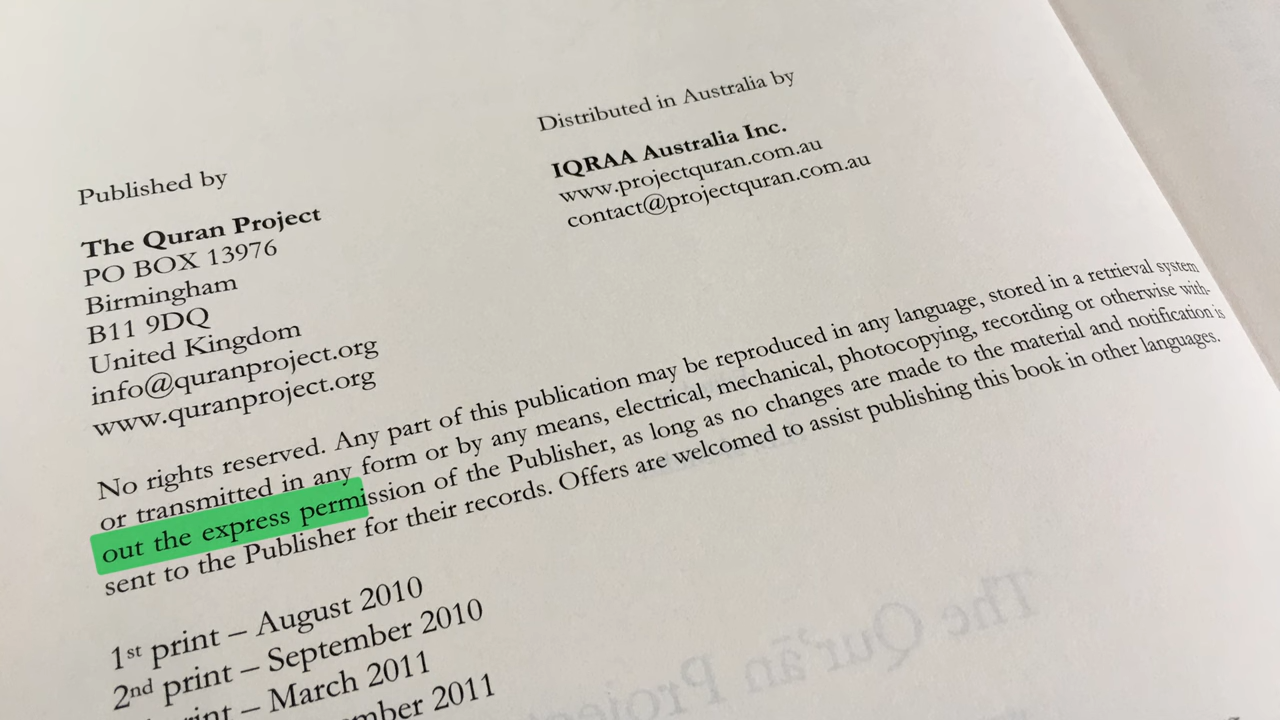 Published by
The Quran Project
PO BOX 13976
Birmingham
B11 9DQ
United Kingdom
info@quranproject.org
www.quranproject.org
Distributed in Australia by
IQRAA Australia Inc.
www.projectquran.com.au
contact@projectquran.com.au
No rights reserved. Any part of this publication may be reproduced in any language, stored in a retrieval system
or transmitted in any form or by any means, electrical, mechanical, photocopying, recording or otherwise with-
out the express permission of the Publisher, as long as no changes are made to the material and notification is
sent to the Publisher for their records. Offers are welcomed to assist publishing this book in other languages.
1st print – August 2010
2nd print – September 2010
print – March 2011
2011